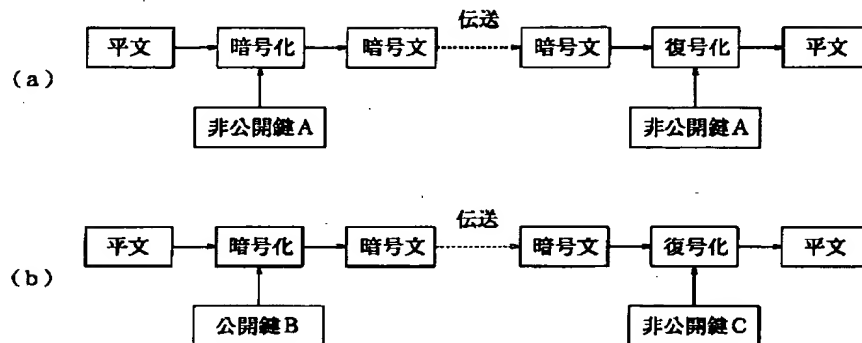 伝送
平文 暗号化 暗号文 暗号文 復号化 平文
(a)
非公開鍵A 非公開鍵A
伝送
平文 暗号化 暗号文 暗号文 復号化 平文
(b)
公開鍵B 非公開鍵C